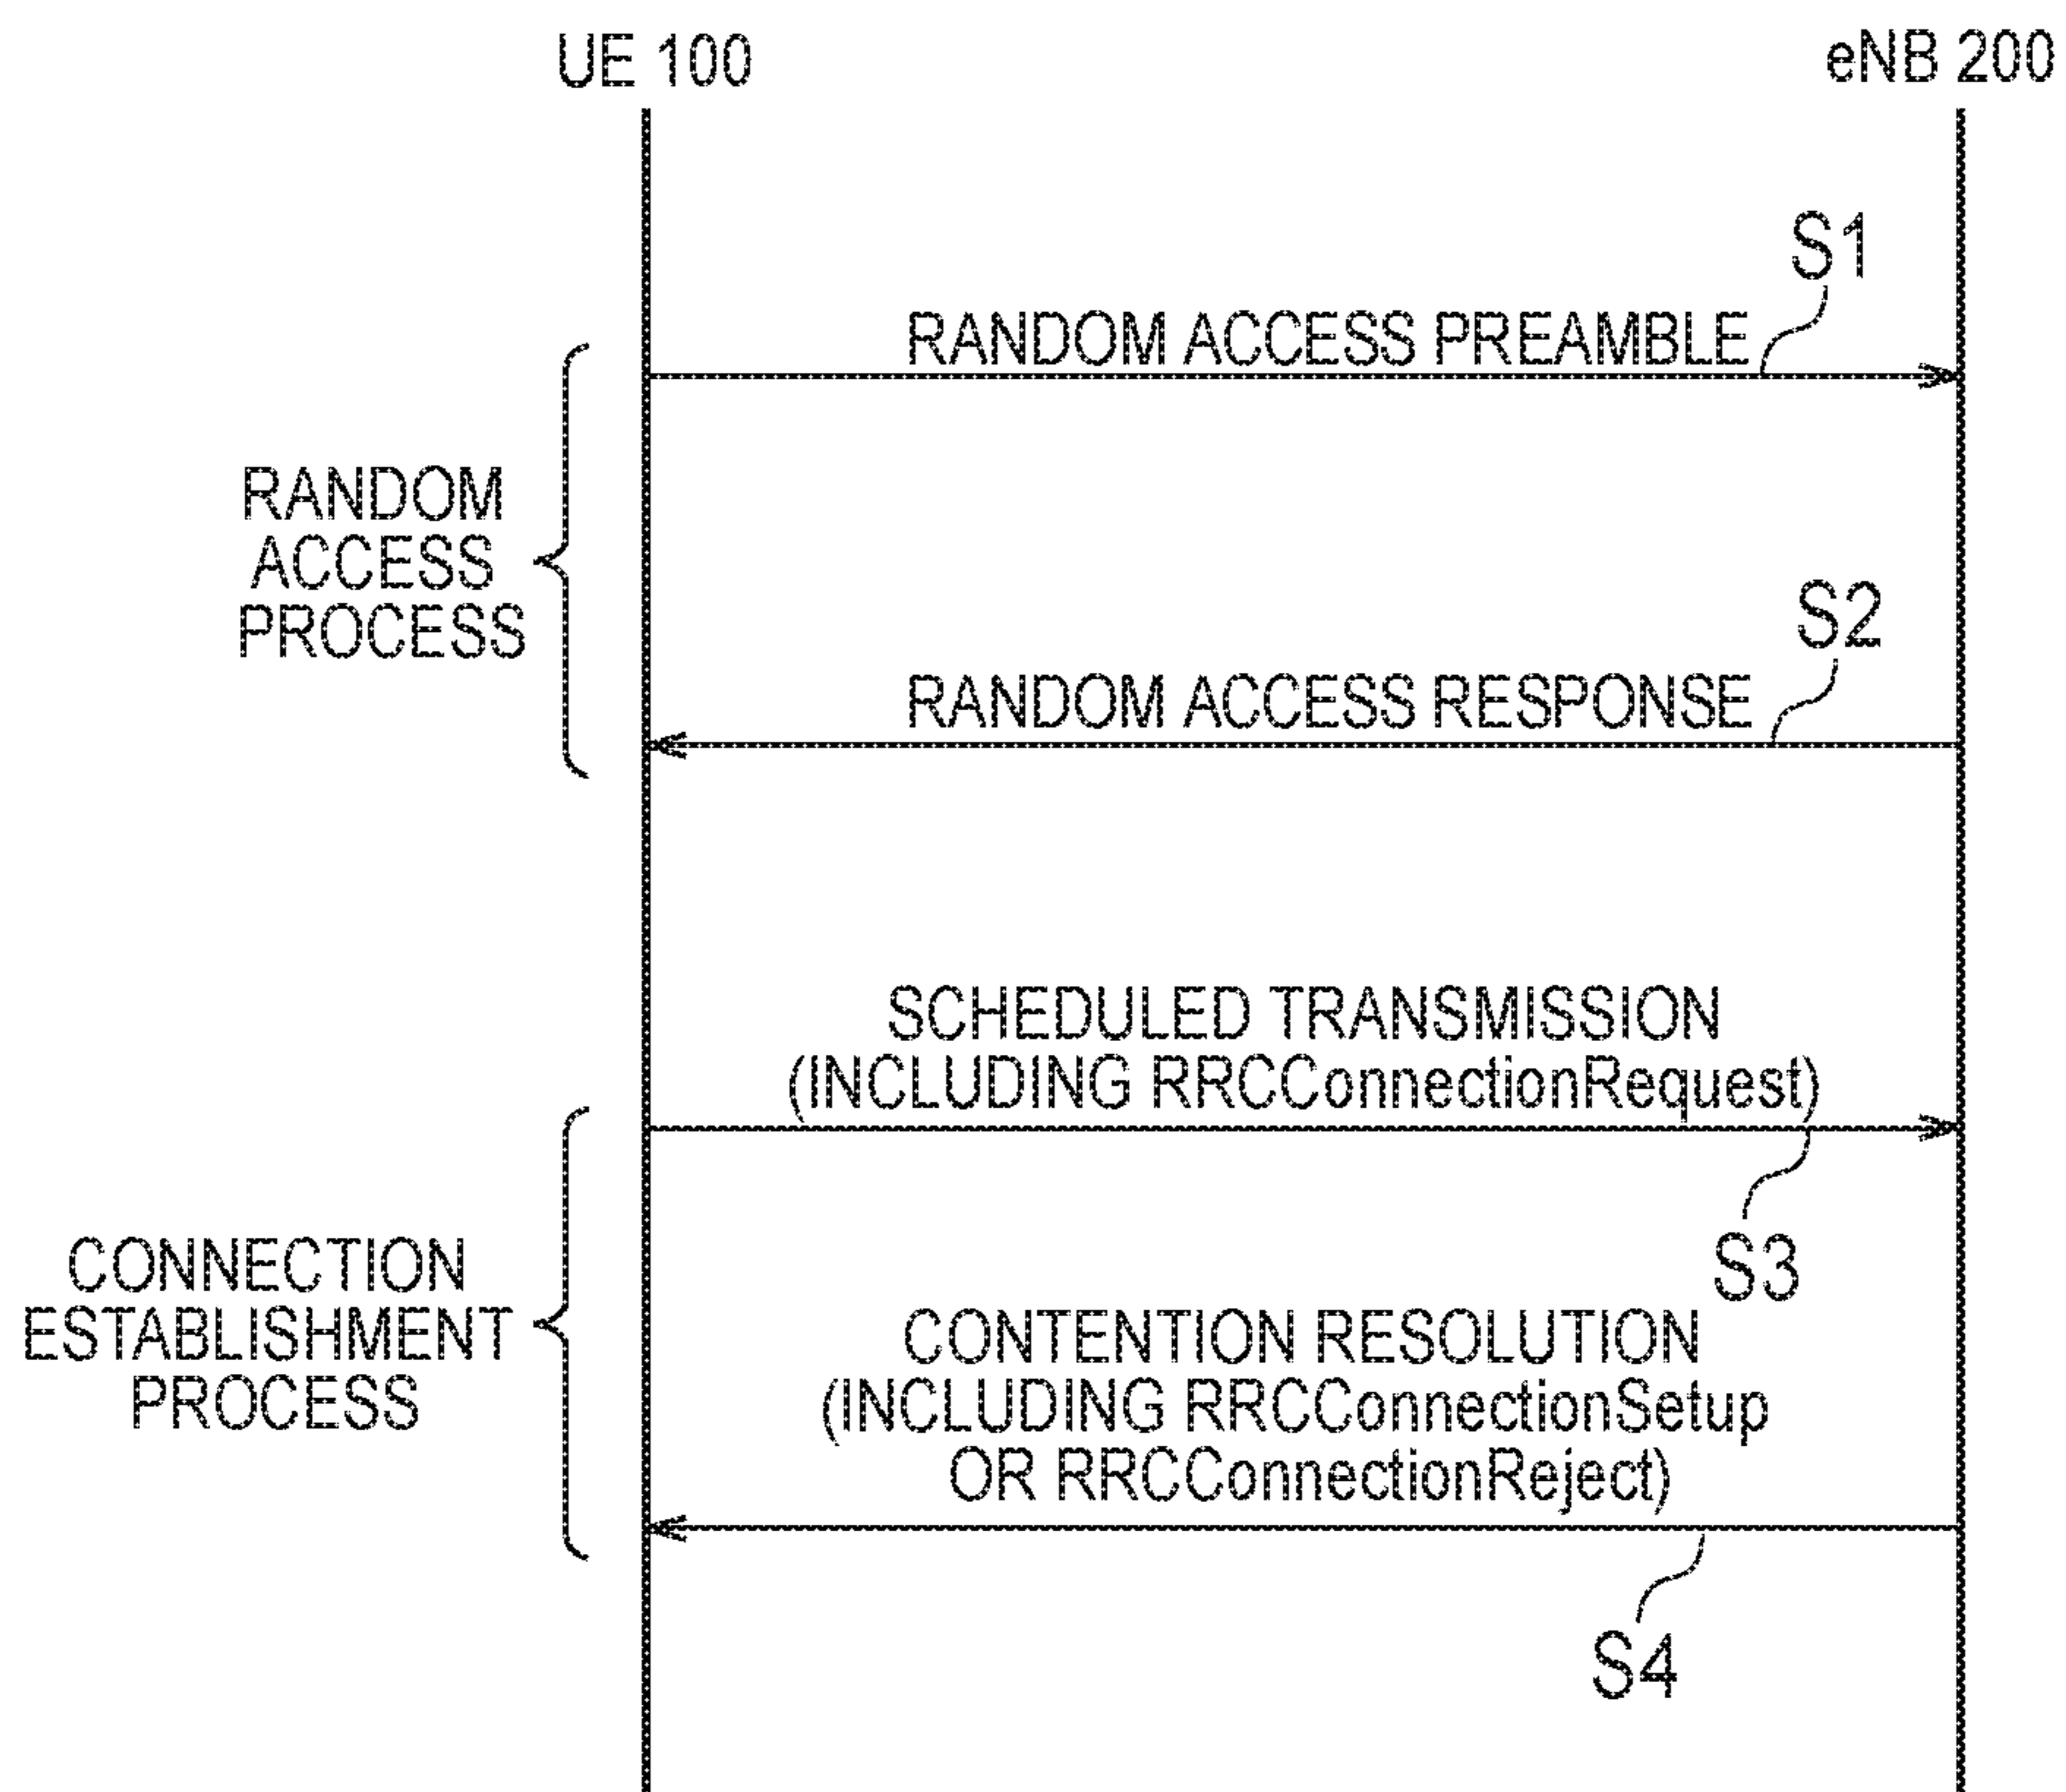 UE 100
eNB 200
S1
RANDOM ACCESS PREAMBLE
RANDOM
ACCESS
PROCESS
S2
RANDOM ACCESS RESPONSE
SCHEDULED TRANSMISSION
(INCLUDING RRCConnectionRequest)
S3
CONNECTION
ESTABLISHMENT
PROCESS
CONTENTION RESOLUTION
(INCLUDING RRCConnectionSetup
OR RRCConnectionReject)
S4